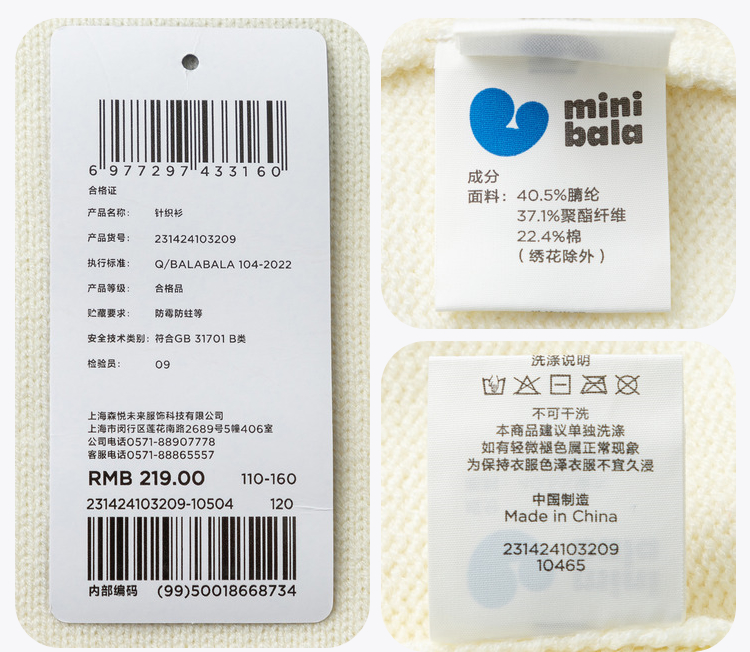 6 977297 433160
合格证
产品名称： 针织衫
产品货号： 231424103209
执行标准： Q/BALABALA 104-2022
产品等级： 合格品
贮藏要求： 防霉防蛀等
安全技术类别：符合GB 31701 B类
检验员： 09
上海森悦未来服饰科技有限公司
上海市闵行区莲花南路2689号5幢406室
公司电话0571-88907778
客服电话0571-88865557
RMB 219.00 110-160
231424103209-10504 120
内部编码 (99)50018668734
mini
bala
成分
面料：40.5%腈纶
37.1%聚酯纤维
22.4%棉
（绣花除外）
洗涤说明
不可干洗
本商品建议单独洗涤
如有轻微褪色属正常现象
为保持衣服色泽衣服不宜久浸
中国制造
Made in China
231424103209
10465